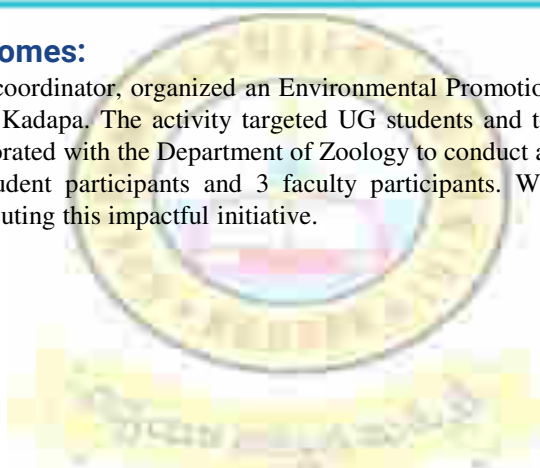 omes:
coordinator, organized an Environmental Promotio
Kadapa. The activity targeted UG students and t
orated with the Department of Zoology to conduct a
udent participants and 3 faculty participants. W
uting this impactful initiative.